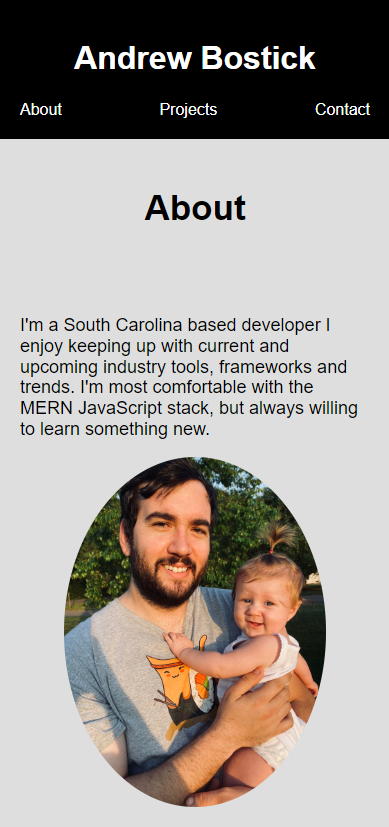 Andrew Bostick
About Projects Contact
About
I'm a South Carolina based developer I
enjoy keeping up with current and
upcoming industry tools, frameworks and
trends. I'm most comfortable with the
MERN JavaScript stack, but always willing
to learn something new.